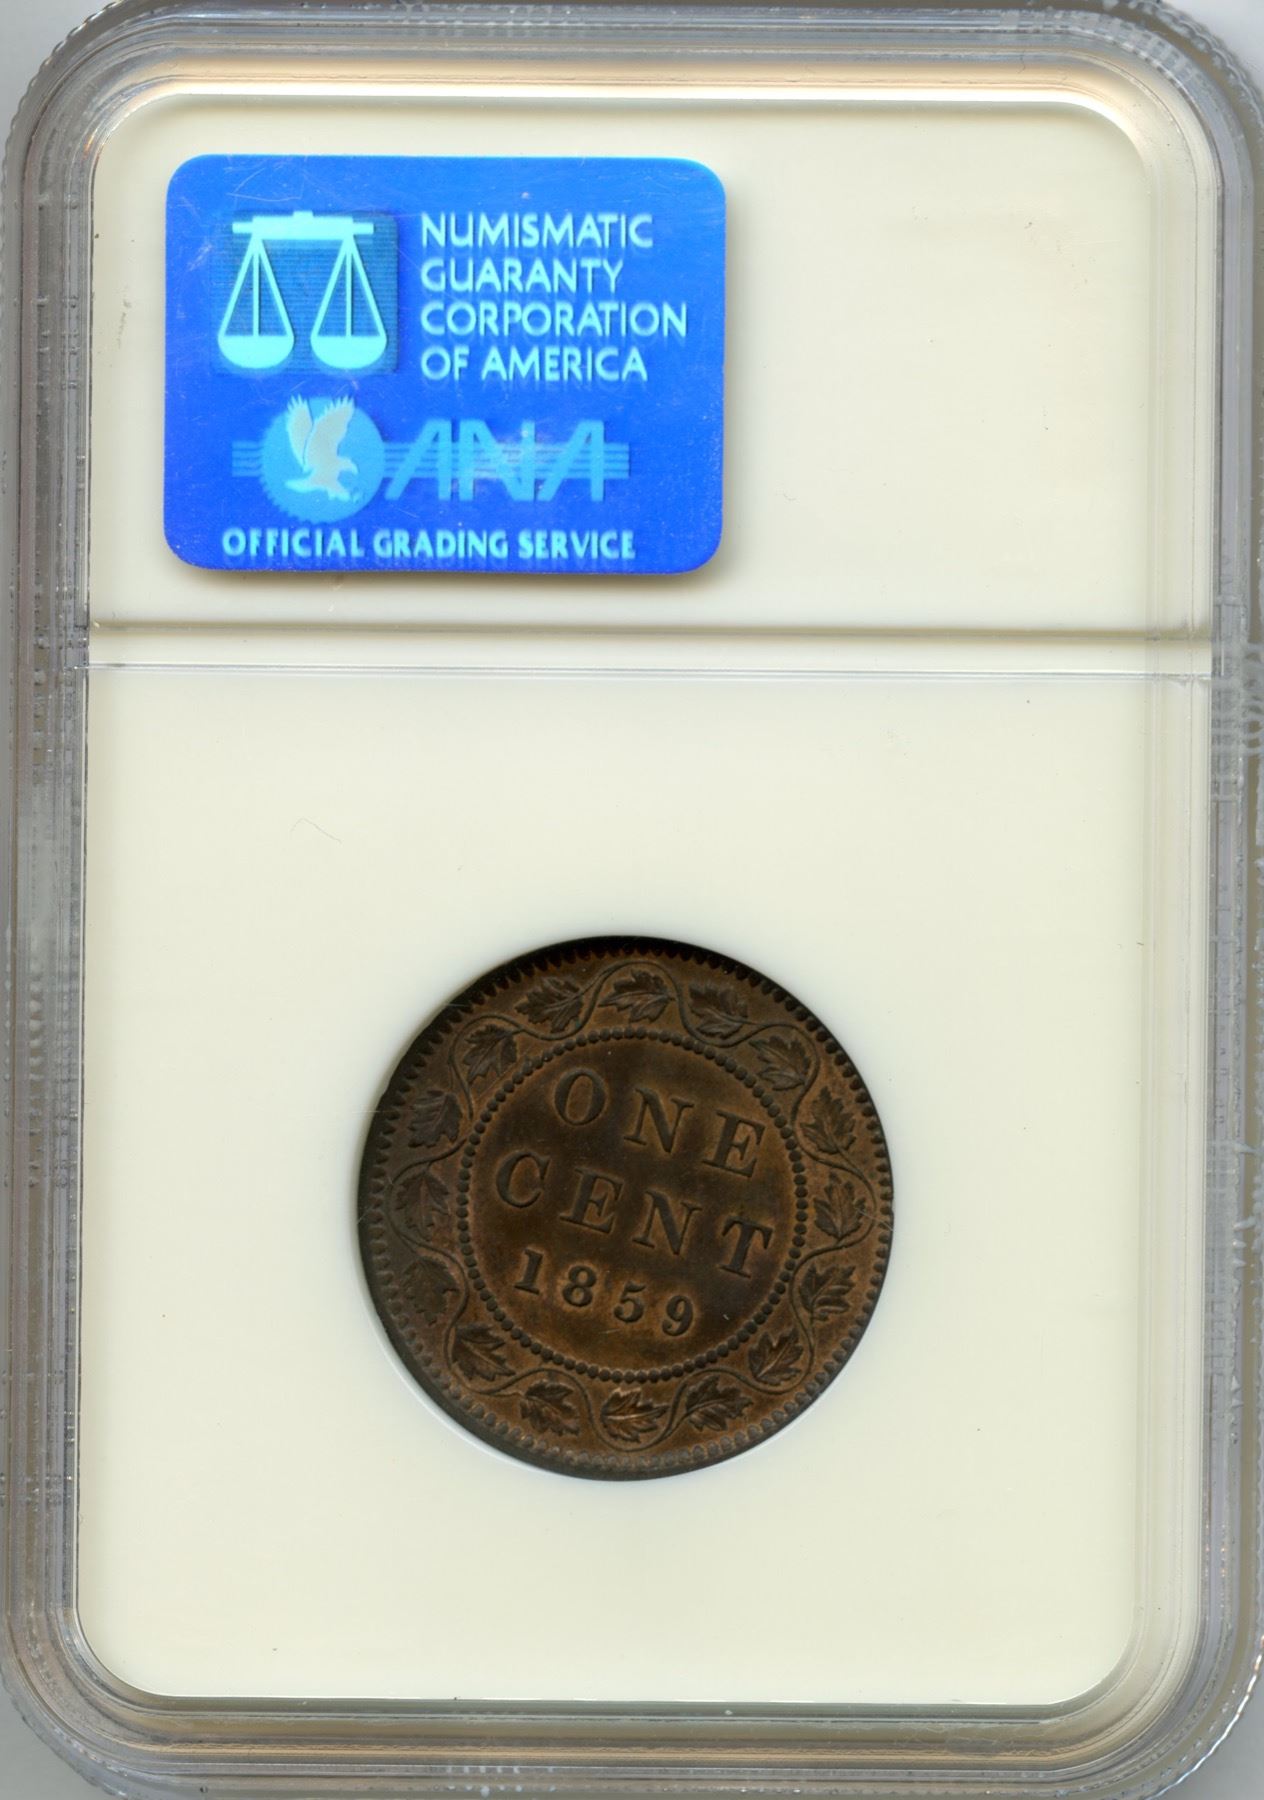 NUMISMATIC
GUARANTY
CORPORATION
OF AMERICA
ANA
OFFICIAL GRADING SERVICE
ONE
CENT
1859